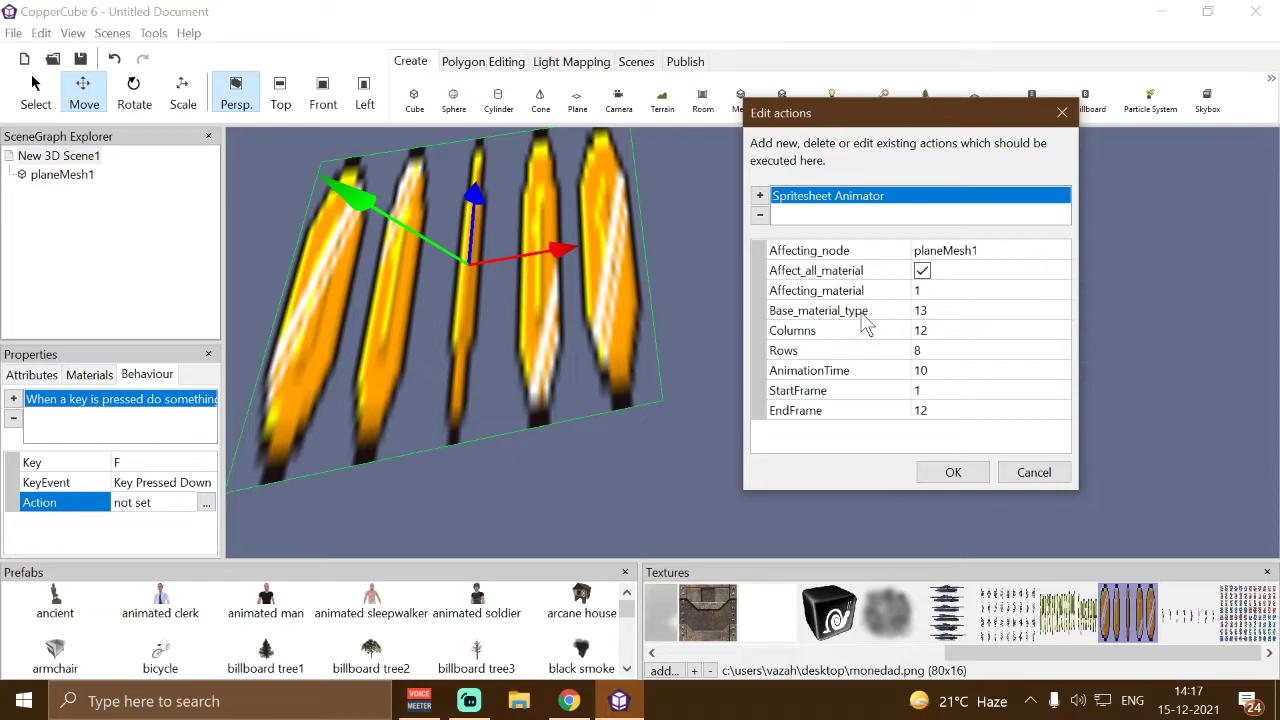 CopperCube 6 - Untitled Document
File Edit View Scenes Tools Help
Create Polygon Editing Light Mapping Scenes Publish
Select Move Rotate Scale Persp. Top Front Left
Cube Sphere Cylinder Cone Plane Camera Terrain Room Me illboard Particle System Skybox
SceneGraph Explorer
New 3D Scene1
planeMesh1
Edit actions
Add new, delete or edit existing actions which should be
executed here.
Spritesheet Animator
Affecting_node planeMesh1
Affect_all_material
Affecting_material 1
Base_material_type 13
Columns 12
Rows 8
AnimationTime 10
StartFrame 1
EndFrame 12
OK Cancel
Properties
Attributes Materials Behaviour
When a key is pressed do something
Key F
KeyEvent Key Pressed Down
Action not set ...
Prefabs
ancient animated clerk animated man animated sleepwalker animated soldier arcane house
armchair bicycle billboard tree1 billboard tree2 billboard tree3 black smoke
Textures
add... + - c:\users\vazah\desktop\monedad.png (80x16)
Type here to search
VOICE
MEETER
21°C Haze
ENG
14:17
15-12-2021
24